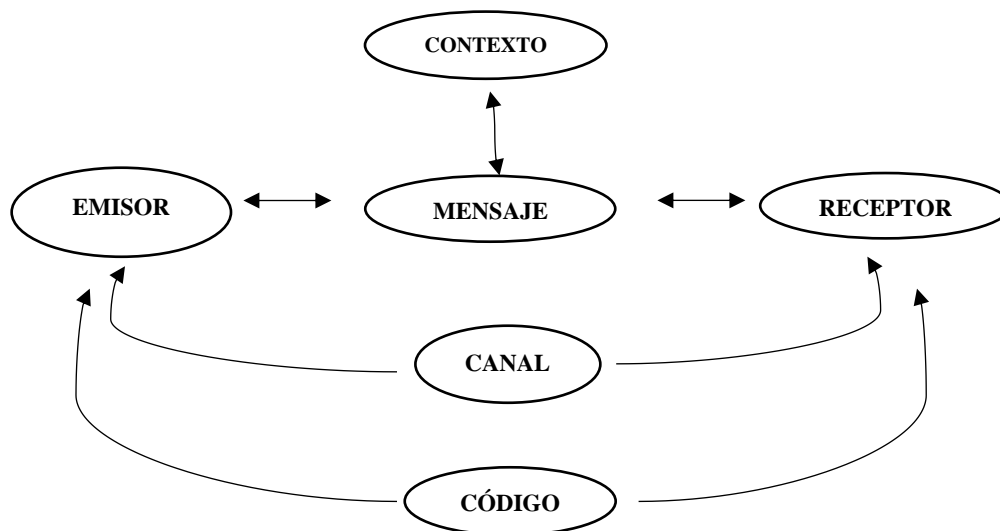 CONTEXTO
EMISOR
MENSAJE
RECEPTOR
CANAL
CÓDIGO